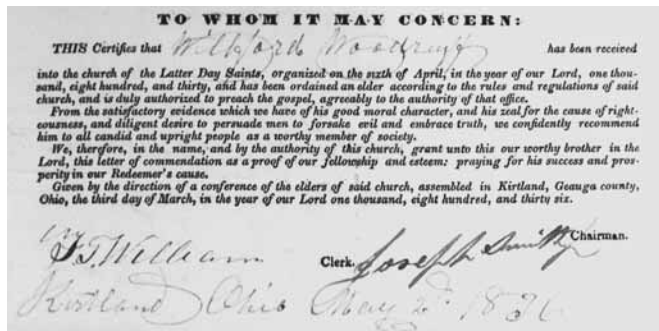 TO WHOM IT MAY CONCERN:
THIS Certifies that Willford Woodruff has been received
into the church of the Latter Day Saints, organized on the sixth of April, in the year of our Lord, one thou-
sand, eight hundred, and thirty, and has been ordained an elder according to the rules and regulations of said
church, and is duly authorized to preach the gospel, agreeably to the authority of that office.
From the satisfactory evidence which we have of his good moral character, and his zeal for the cause of right-
eousness, and diligent desire to persuade men to forsake evil and embrace truth, we confidently recommend
him to all candid and upright people as a worthy member of society.
We, therefore, in the name, and by the authority of this church, grant unto this our worthy brother in the
Lord, this letter of commendation as a proof of our fellowship and esteem: praying for his success and pros-
perity in our Redeemer's cause.
Given by the direction of a conference of the elders of said church, assembled in Kirtland, Geauga county,
Ohio, the third day of March, in the year of our Lord one thousand, eight hundred, and thirty six.
Chairman.
William Clerk. Joseph Smith
Kirtland Ohio May 1836